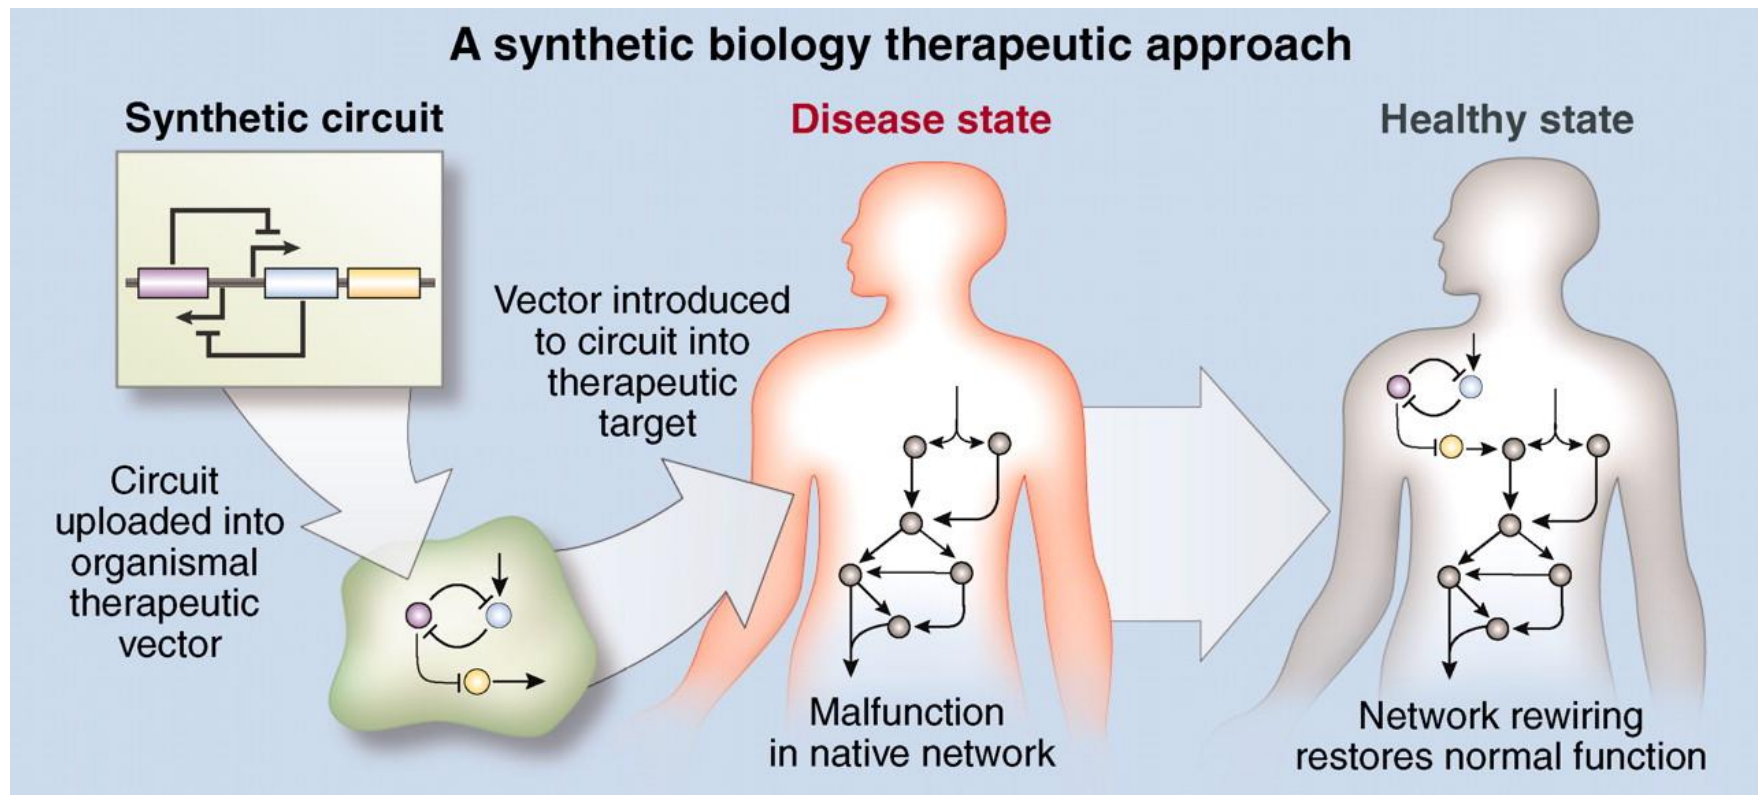 A synthetic biology therapeutic approach
Synthetic circuit
Disease state
Healthy state
Vector introduced
to circuit into
therapeutic
target
Circuit
uploaded into
organismal
therapeutic
vector
Malfunction
in native network
Network rewiring
restores normal function